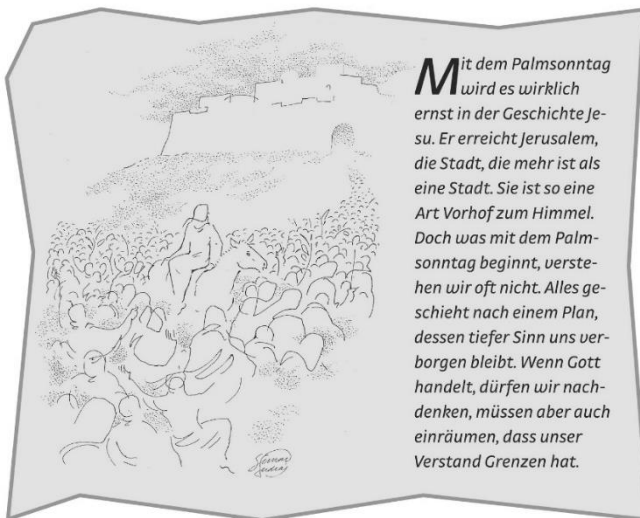 Mit dem Palmsonntag
wird es wirklich
ernst in der Geschichte Je-
su. Er erreicht Jerusalem,
die Stadt, die mehr ist als
eine Stadt. Sie ist so eine
Art Vorhof zum Himmel.
Doch was mit dem Palm-
sonntag beginnt, verste-
hen wir oft nicht. Alles ge-
schieht nach einem Plan,
dessen tiefer Sinn uns ver-
borgen bleibt. Wenn Gott
handelt, dürfen wir nach-
denken, müssen aber auch
einräumen, dass unser
Verstand Grenzen hat.